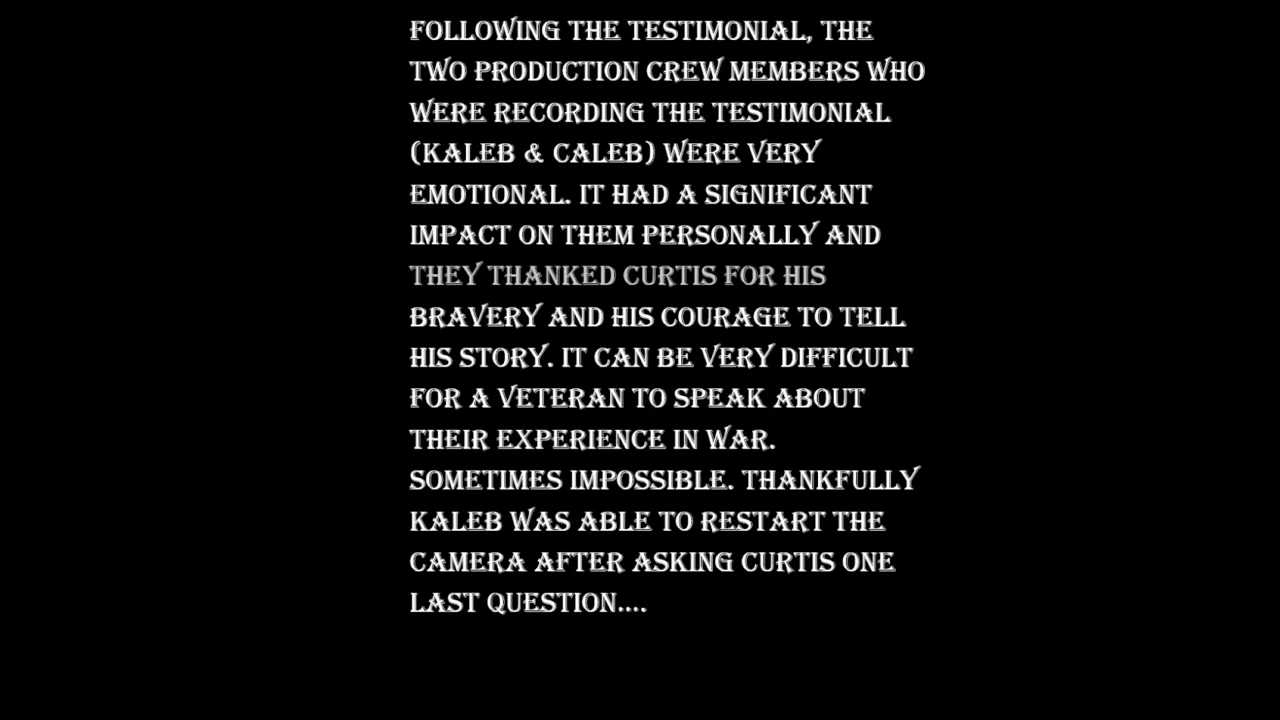 FOLLOWING THE TESTIMONIAL, THE
TWO PRODUCTION CREW MEMBERS WHO
WERE RECORDING THE TESTIMONIAL
(KALEB & CALEB) WERE VERY
EMOTIONAL. IT HAD A SIGNIFICANT
IMPACT ON THEM PERSONALLY AND
THEY THANKED CURTIS FOR HIS
BRAVERY AND HIS COURAGE TO TELL
HIS STORY. IT CAN BE VERY DIFFICULT
FOR A VETERAN TO SPEAK ABOUT
THEIR EXPERIENCE IN WAR.
SOMETIMES IMPOSSIBLE. THANKFULLY
KALEB WAS ABLE TO RESTART THE
CAMERA AFTER ASKING CURTIS ONE
LAST QUESTION....